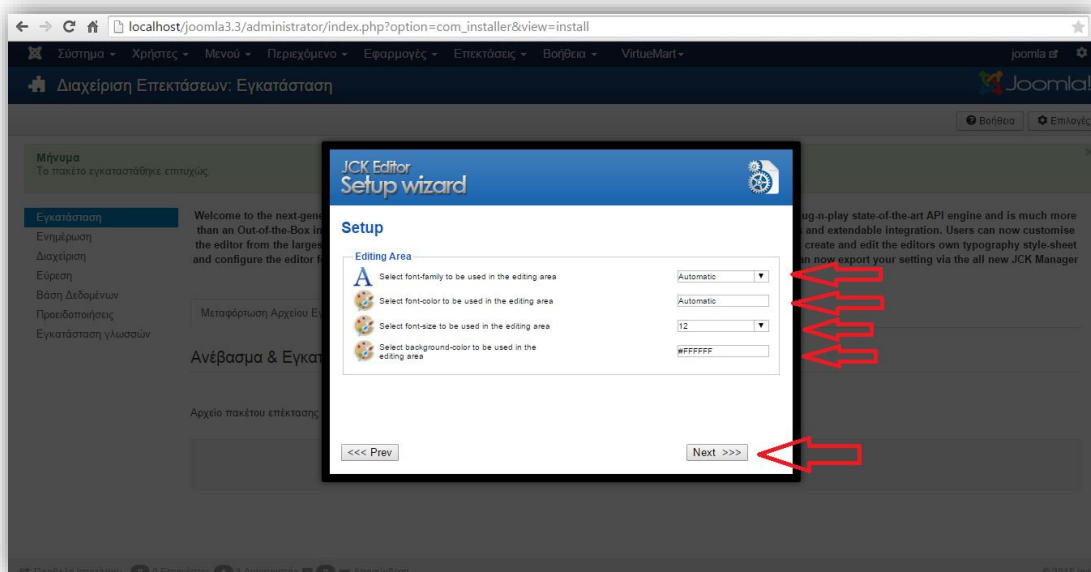 localhost/joomla3.3/administrator/index.php?option=com_installer&view=install
Σύστημα Χρήστες Μενού Περιεχόμενο Εφαρμογές Επεκτάσεις Βοήθεια VirtueMart joomla
Διαχείριση Επεκτάσεων: Εγκατάσταση Joomla!
Βοήθεια Επιλογές
Μήνυμα
Το πακέτο εγκαταστάθηκε επιτυχώς.
JCK Editor
Setup wizard
Εγκατάσταση
Ενημέρωση
Διαχείριση
Εύρεση
Βάση Δεδομένων
Προειδοποιήσεις
Εγκατάσταση γλωσσών
Welcome to the next-gene ug-n-play state-of-the-art API engine and is much more
than an Out-of-the-Box in and extendable integration. Users can now customise
the editor from the larges create and edit the editors own typography style-sheet
and configure the editor f an now export your setting via the all new JCK Manager
Μεταφόρτωση Αρχείου Ε
Ανέβασμα & Εγκατ
Αρχείο πακέτου επέκτασης
Setup
Editing Area
Select font-family to be used in the editing area Automatic
Select font-color to be used in the editing area Automatic
Select font-size to be used in the editing area 12
Select background-color to be used in the
editing area #FFFFFF
<<< Prev Next >>>